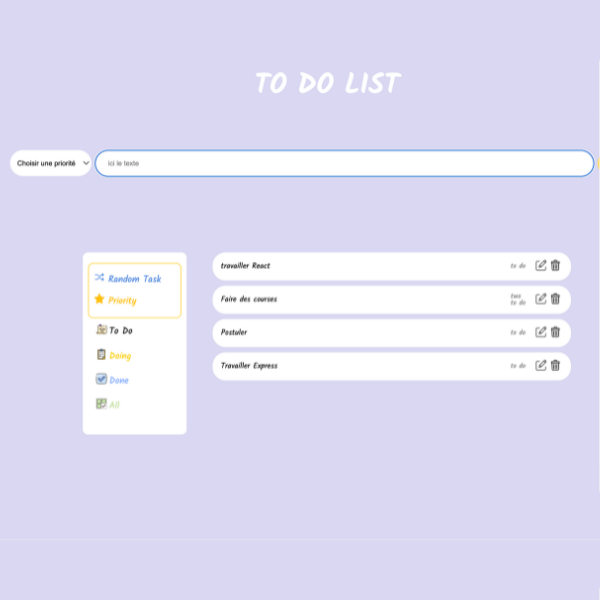 TO DO LIST
Choisir une priorité
ici le texte
Random Task
Priority
To Do
Doing
Done
All
travailler React
to do
Faire des courses
two
to do
Postuler
to do
Travailler Express
to do